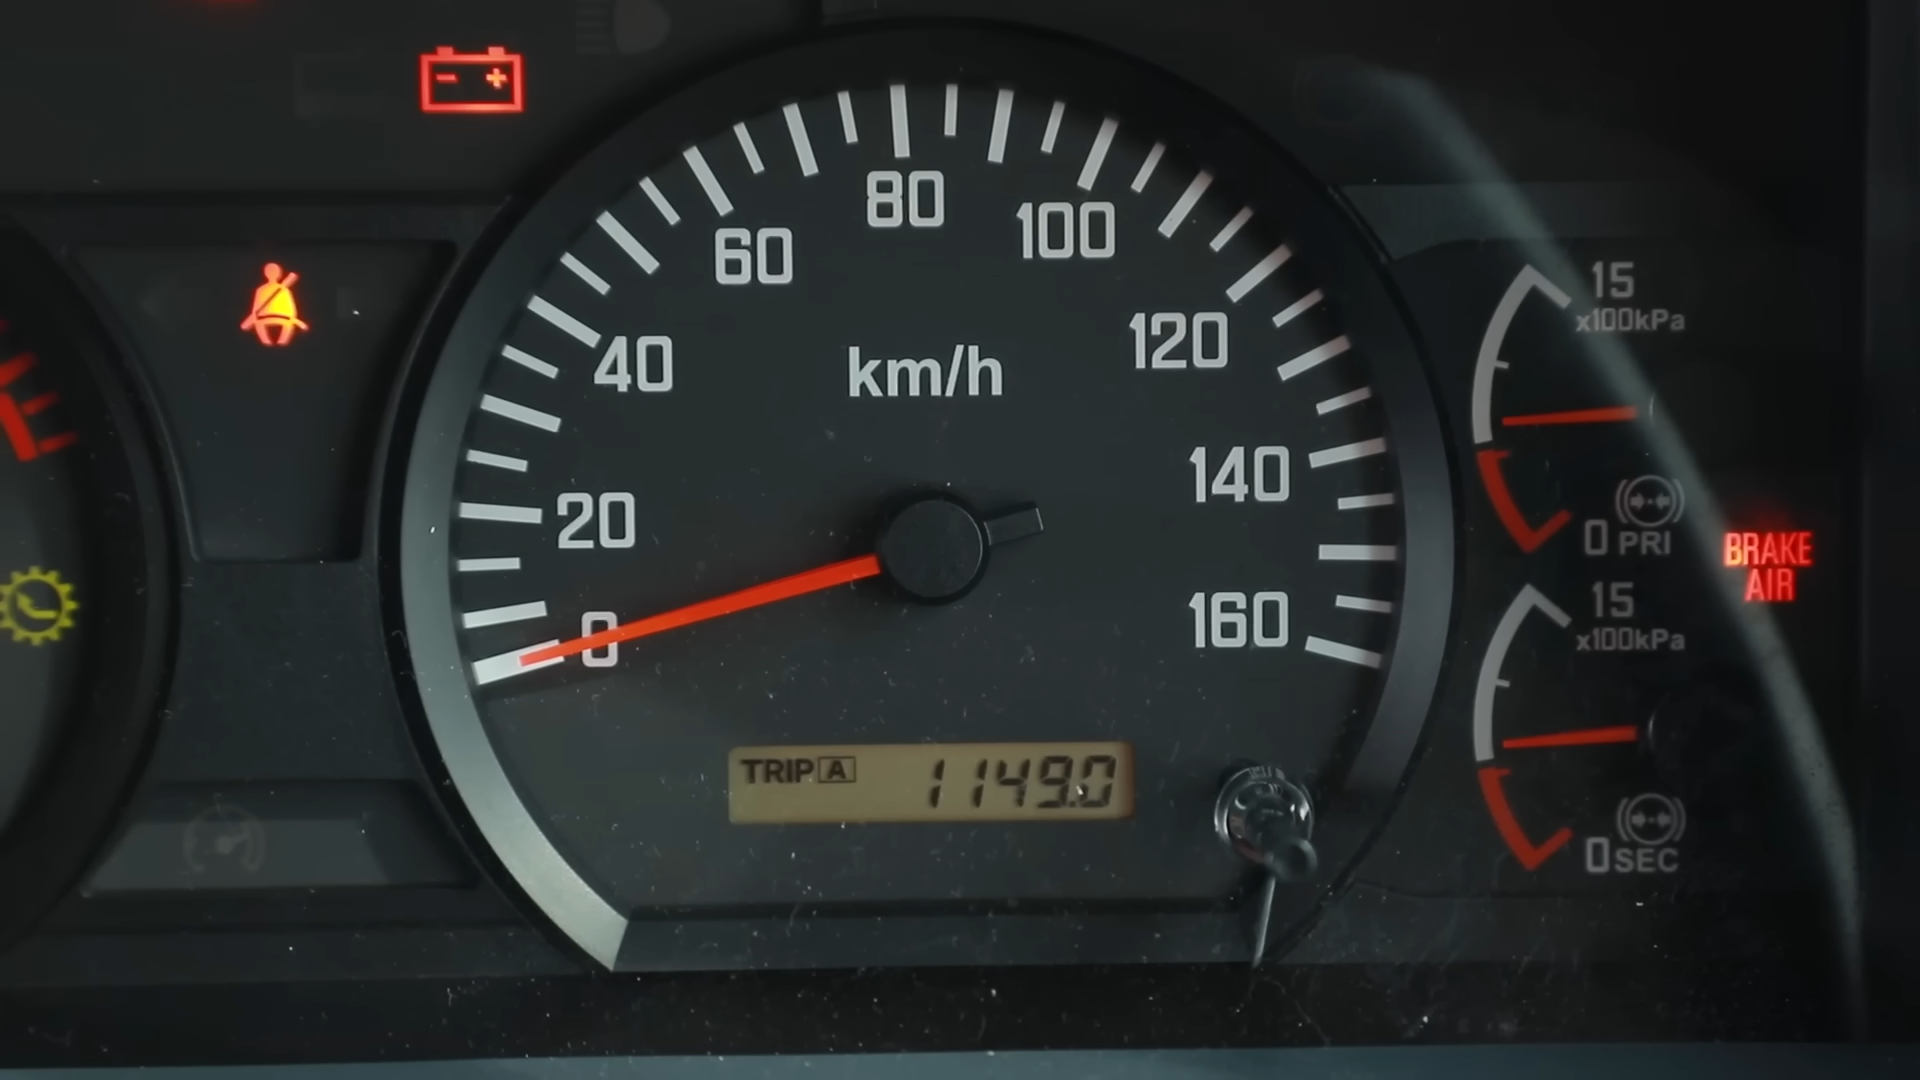 - +
80
60
100
40
120
km/h
20
140
0
160
TRIP A 1149.0
15
x100kPa
0 PRI
15
x100kPa
0 SEC
BRAKE
AIR
E